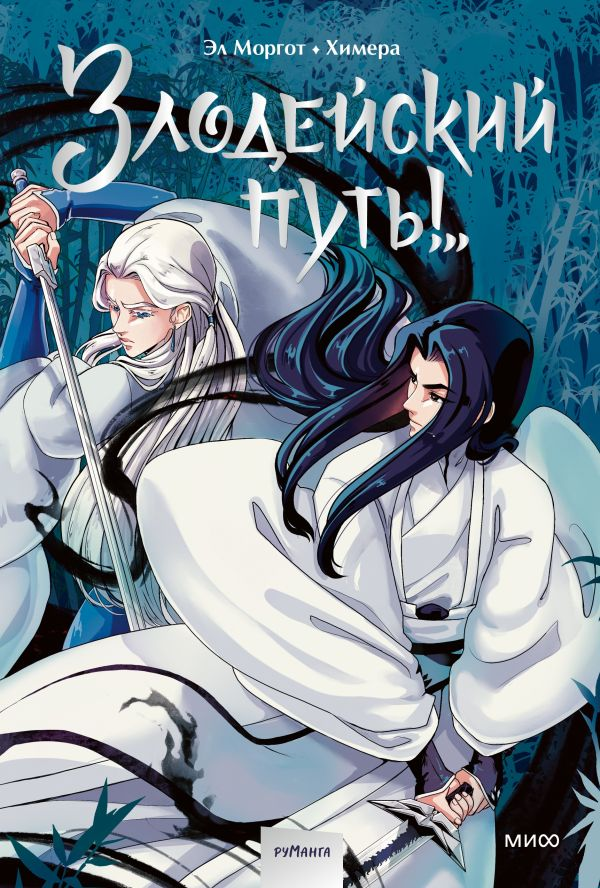 Эл Моргот ♦ Химера
Злодейский
путь!...
руМАНГА
МИФ